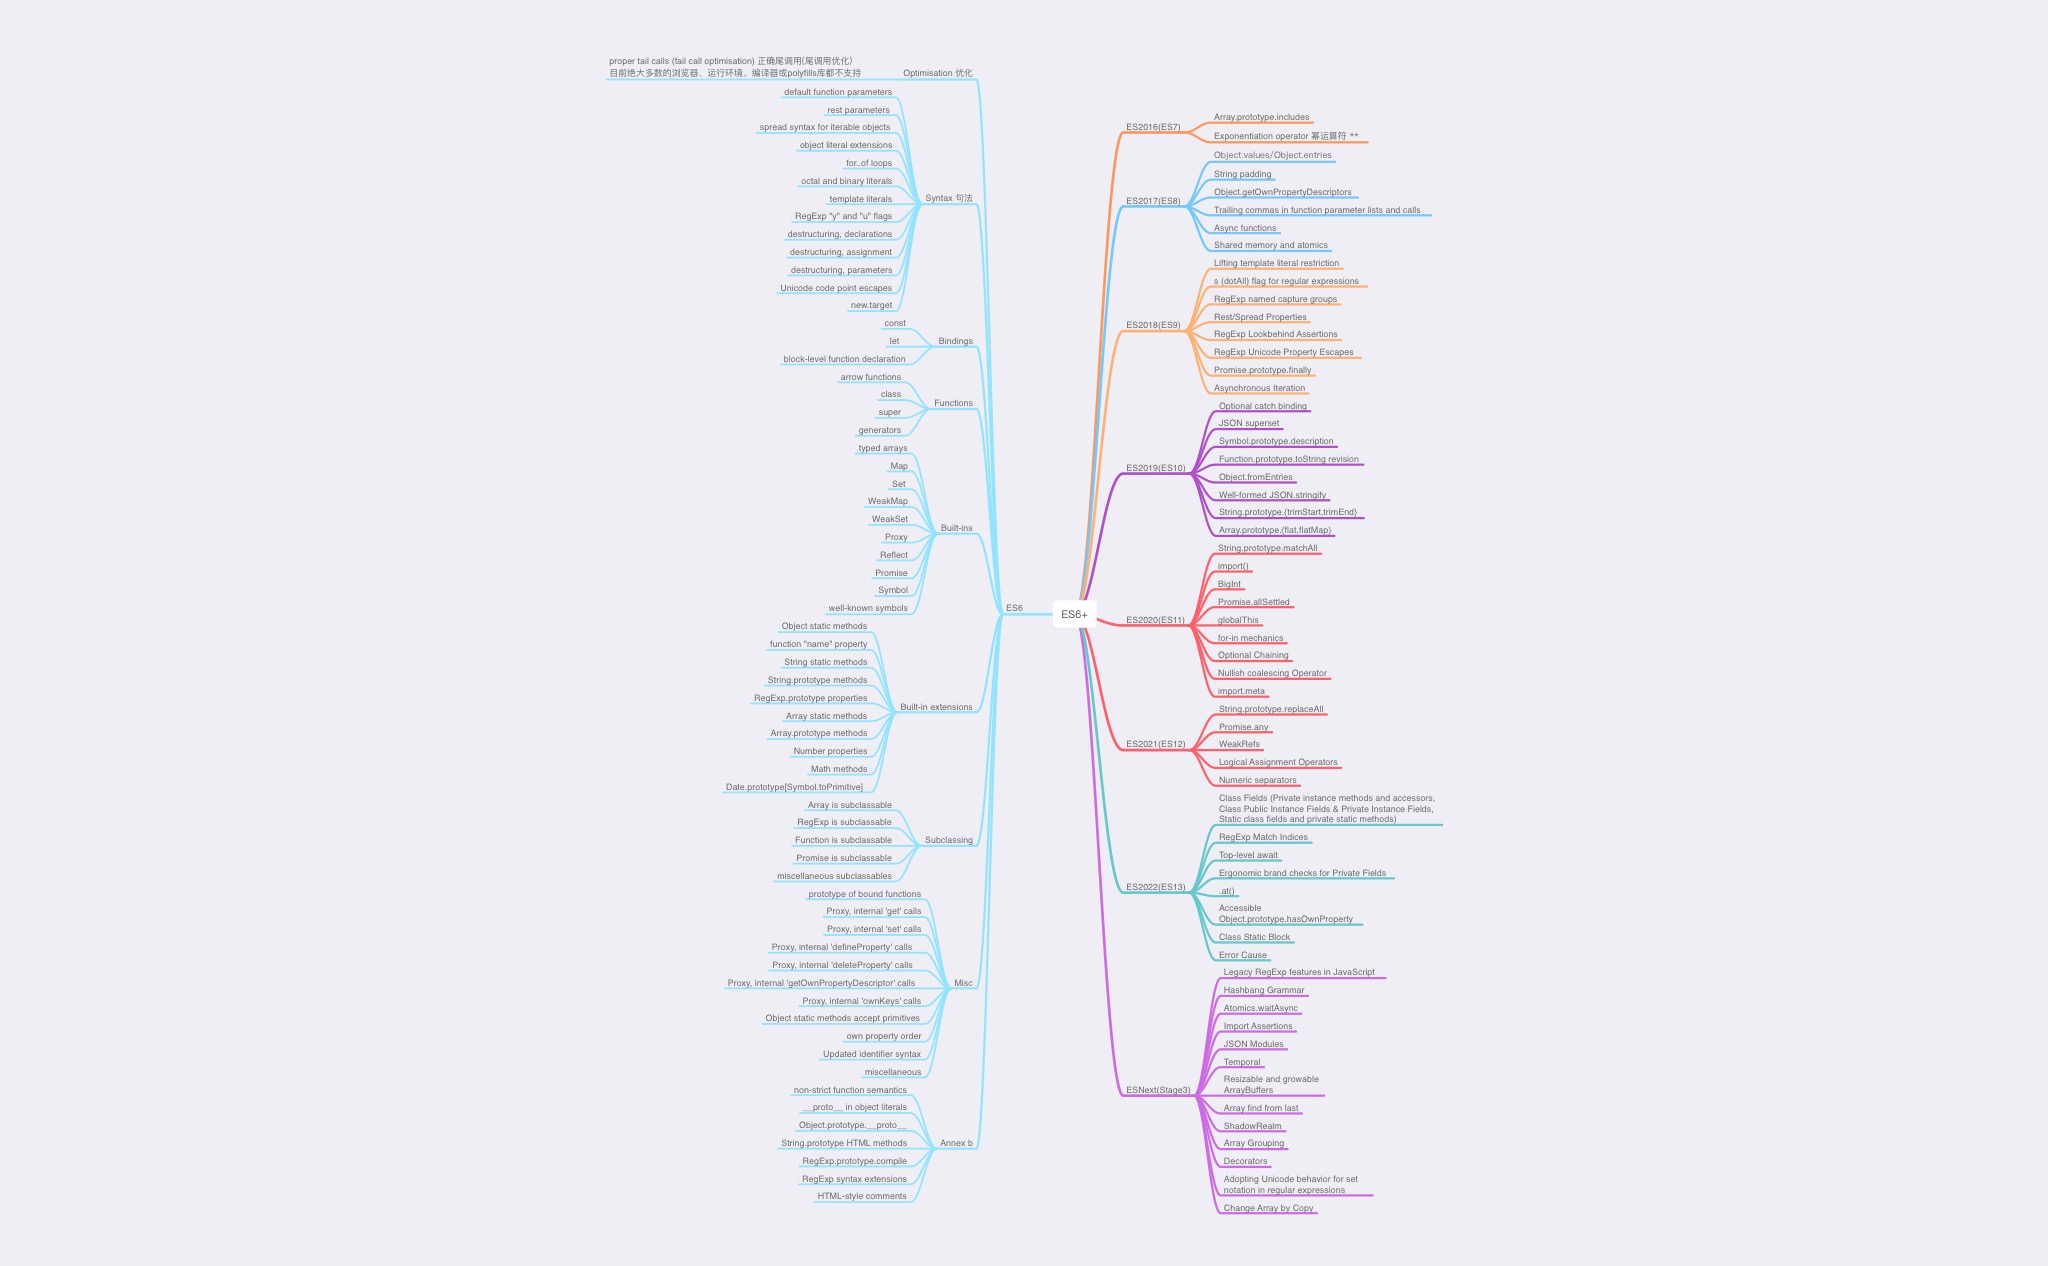 proper tail calls (tail call optimisation) 正确尾调用(尾调用优化)
目前绝大多数的浏览器、运行环境、编译器或polyfills库都不支持
Optimisation 优化
default function parameters
rest parameters
spread syntax for iterable objects
object literal extensions
for..of loops
octal and binary literals
template literals
RegExp "y" and "u" flags
destructuring, declarations
destructuring, assignment
destructuring, parameters
Unicode code point escapes
new.target
Syntax 句法
const
let
block-level function declaration
Bindings
arrow functions
class
super
generators
Functions
typed arrays
Map
Set
WeakMap
WeakSet
Proxy
Reflect
Promise
Symbol
well-known symbols
Built-ins
Object static methods
function "name" property
String static methods
String.prototype methods
RegExp.prototype properties
Array static methods
Array.prototype methods
Number properties
Math methods
Date.prototype[Symbol.toPrimitive]
Built-in extensions
Array is subclassable
RegExp is subclassable
Function is subclassable
Promise is subclassable
miscellaneous subclassables
Subclassing
prototype of bound functions
Proxy, internal 'get' calls
Proxy, internal 'set' calls
Proxy, internal 'defineProperty' calls
Proxy, internal 'deleteProperty' calls
Proxy, internal 'getOwnPropertyDescriptor' calls
Proxy, internal 'ownKeys' calls
Object static methods accept primitives
own property order
Updated identifier syntax
miscellaneous
Misc
non-strict function semantics
__proto__ in object literals
Object.prototype.__proto__
String.prototype HTML methods
RegExp.prototype.compile
RegExp syntax extensions
HTML-style comments
Annex b
ES6
ES6+
ES2016(ES7)
Array.prototype.includes
Exponentiation operator 幂运算符 **
ES2017(ES8)
Object.values/Object.entries
String padding
Object.getOwnPropertyDescriptors
Trailing commas in function parameter lists and calls
Async functions
Shared memory and atomics
ES2018(ES9)
Lifting template literal restriction
s (dotAll) flag for regular expressions
RegExp named capture groups
Rest/Spread Properties
RegExp Lookbehind Assertions
RegExp Unicode Property Escapes
Promise.prototype.finally
Asynchronous Iteration
ES2019(ES10)
Optional catch binding
JSON superset
Symbol.prototype.description
Function.prototype.toString revision
Object.fromEntries
Well-formed JSON.stringify
String.prototype.{trimStart,trimEnd}
Array.prototype.{flat,flatMap}
ES2020(ES11)
String.prototype.matchAll
import()
BigInt
Promise.allSettled
globalThis
for-in mechanics
Optional Chaining
Nullish coalescing Operator
import.meta
ES2021(ES12)
String.prototype.replaceAll
Promise.any
WeakRefs
Logical Assignment Operators
Numeric separators
ES2022(ES13)
Class Fields (Private instance methods and accessors,
Class Public Instance Fields & Private Instance Fields,
Static class fields and private static methods)
RegExp Match Indices
Top-level await
Ergonomic brand checks for Private Fields
.at()
Accessible
Object.prototype.hasOwnProperty
Class Static Block
Error Cause
ESNext(Stage3)
Legacy RegExp features in JavaScript
Hashbang Grammar
Atomics.waitAsync
Import Assertions
JSON Modules
Temporal
Resizable and growable
ArrayBuffers
Array find from last
ShadowRealm
Array Grouping
Decorators
Adopting Unicode behavior for set
notation in regular expressions
Change Array by Copy